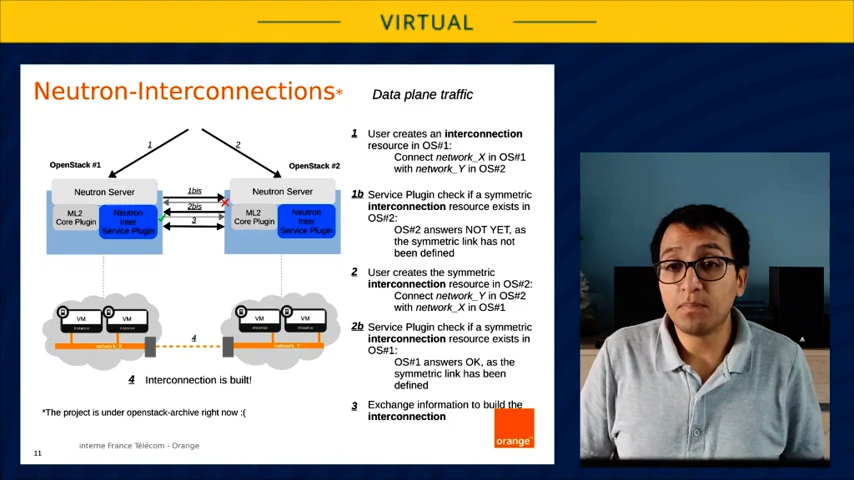 VIRTUAL
Neutron-Interconnections*
Data plane traffic
1
2
OpenStack #1
OpenStack #2
Neutron Server
1bis
Neutron Server
ML2
Core Plugin
Neutron
Inter
Service Plugin
2bis
3
ML2
Core Plugin
Neutron
Inter
Service Plugin
VM
Instance
VM
Instance
VM
Instance
VM
Instance
network_X
4
network_Y
4 Interconnection is built!
1 User creates an interconnection
resource in OS#1:
Connect network_X in OS#1
with network_Y in OS#2
1b Service Plugin check if a symmetric
interconnection resource exists in
OS#2:
OS#2 answers NOT YET, as
the symmetric link has not
been defined
2 User creates the symmetric
interconnection resource in OS#2:
Connect network_Y in OS#2
with network_X in OS#1
2b Service Plugin check if a symmetric
interconnection resource exists in
OS#1:
OS#1 answers OK, as the
symmetric link has been
defined
3 Exchange information to build the
interconnection
*The project is under openstack-archive right now :(
interne France Télécom - Orange
11
orange™